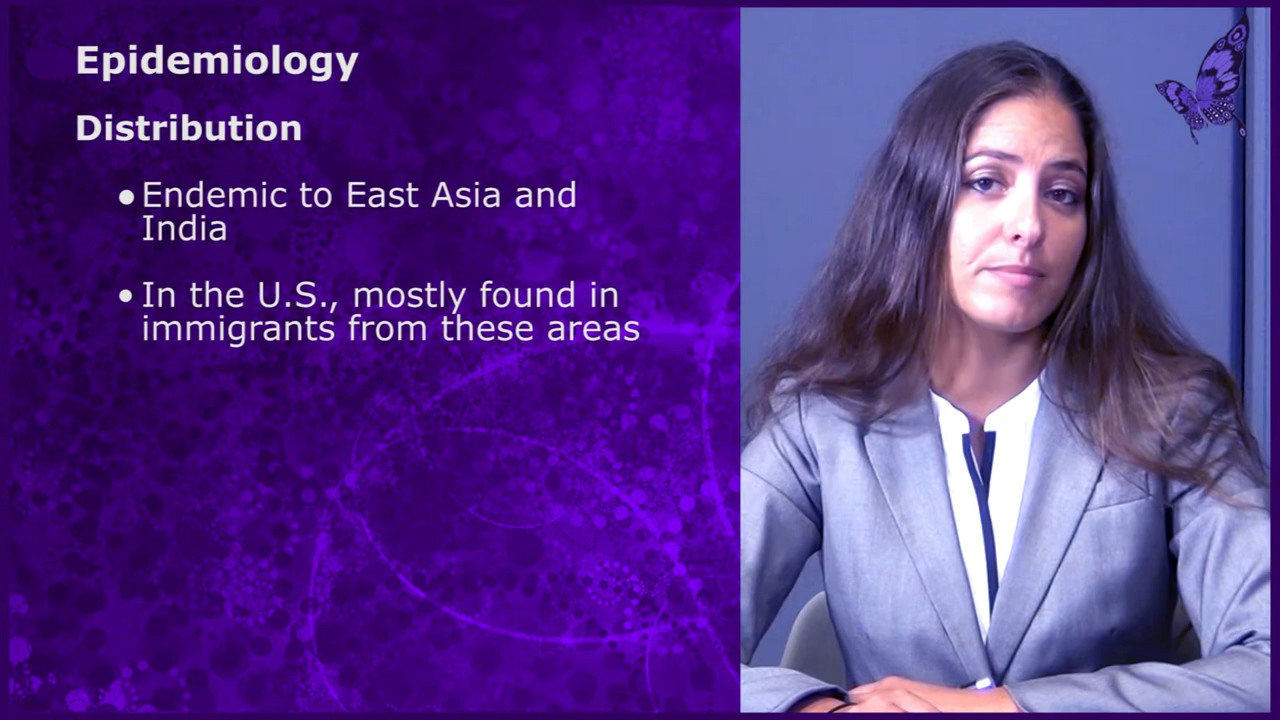 Epidemiology
Distribution
●Endemic to East Asia and
India
●In the U.S., mostly found in
immigrants from these areas